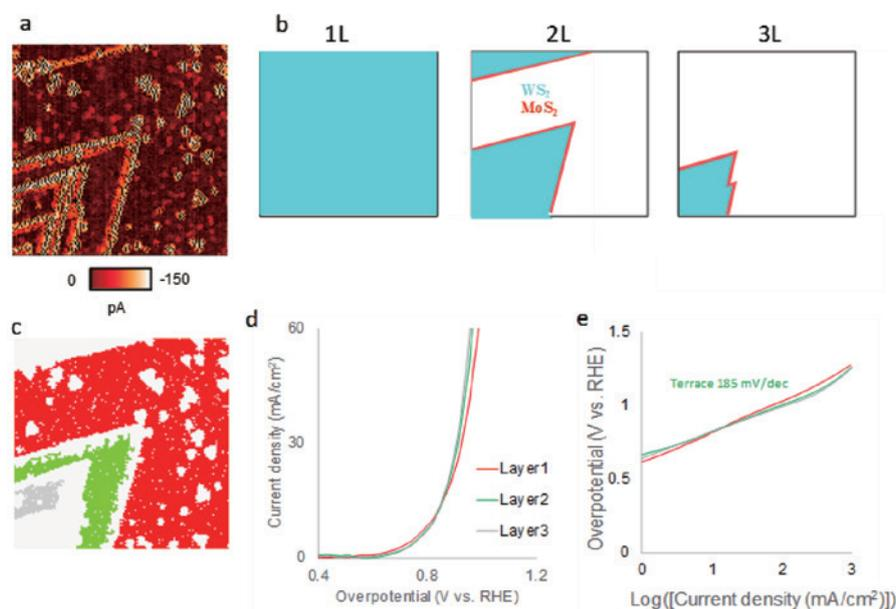 a
0 -150
pA
b
1L 2L 3L
WS₂
MoS₂
c
d
Current density (mA/cm²)
60
30
0
0.4 0.8 1.2
Overpotential (V vs. RHE)
Layer1
Layer2
Layer3
e
Overpotential (V vs. RHE)
1.5
1
0.5
0
0 1 2 3
Terrace 185 mV/dec
Log([Current density (mA/cm²)])